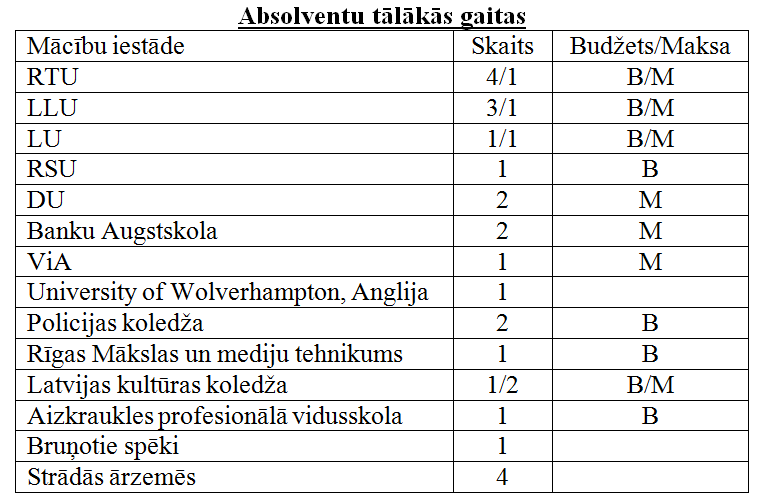 Absolventu tālākās gaitas
Mācību iestāde Skaits Budžets/Maksa
RTU 4/1 B/M
LLU 3/1 B/M
LU 1/1 B/M
RSU 1 B
DU 2 M
Banku Augstskola 2 M
ViA 1 M
University of Wolverhampton, Anglija 1
Policijas koledža 2 B
Rīgas Mākslas un mediju tehnikums 1 B
Latvijas kultūras koledža 1/2 B/M
Aizkraukles profesionālā vidusskola 1 B
Bruņotie spēki 1
Strādās ārzemēs 4